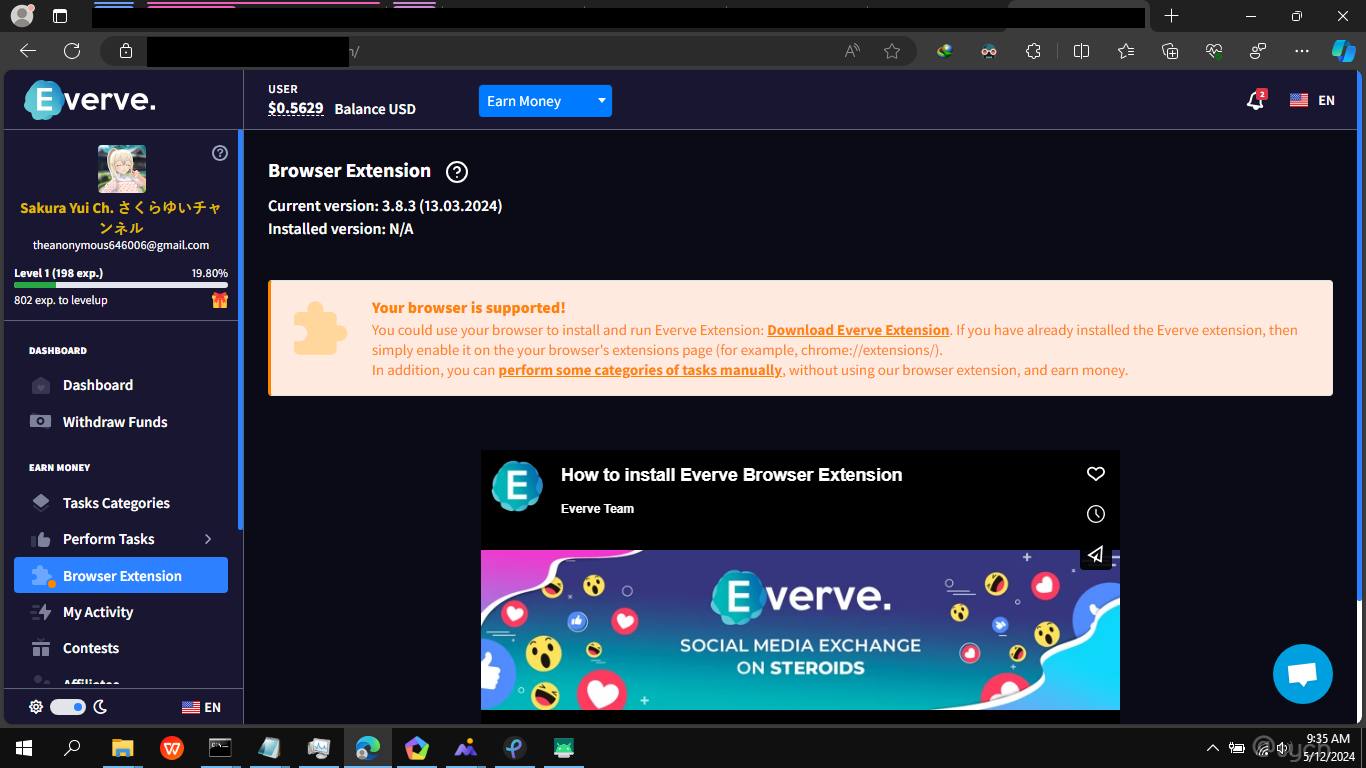 n/
Everve.
USER
$0.5629 Balance USD
Earn Money
2
EN
Sakura Yui Ch. さくらゆいチャ
ンネル
theanonymous646006@gmail.com
Level 1 (198 exp.) 19.80%
802 exp. to levelup
DASHBOARD
Dashboard
Withdraw Funds
EARN MONEY
Tasks Categories
Perform Tasks
Browser Extension
My Activity
Contests
Affiliates
EN
Browser Extension
Current version: 3.8.3 (13.03.2024)
Installed version: N/A
Your browser is supported!
You could use your browser to install and run Everve Extension: Download Everve Extension. If you have already installed the Everve extension, then
simply enable it on the your browser's extensions page (for example, chrome://extensions/).
In addition, you can perform some categories of tasks manually, without using our browser extension, and earn money.
E
How to install Everve Browser Extension
Everve Team
Everve.
SOCIAL MEDIA EXCHANGE
ON STEROIDS
9:35 AM
5/12/2024